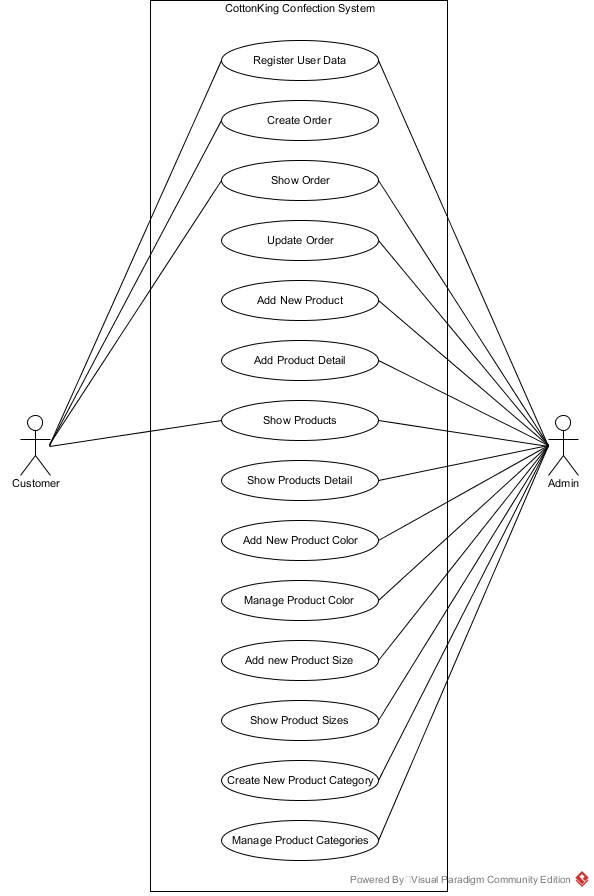 CottonKing Confection System
Register User Data
Create Order
Show Order
Update Order
Add New Product
Add Product Detail
Show Products
Show Products Detail
Add New Product Color
Manage Product Color
Add new Product Size
Show Product Sizes
Create New Product Category
Manage Product Categories
Customer
Admin
Powered By Visual Paradigm Community Edition